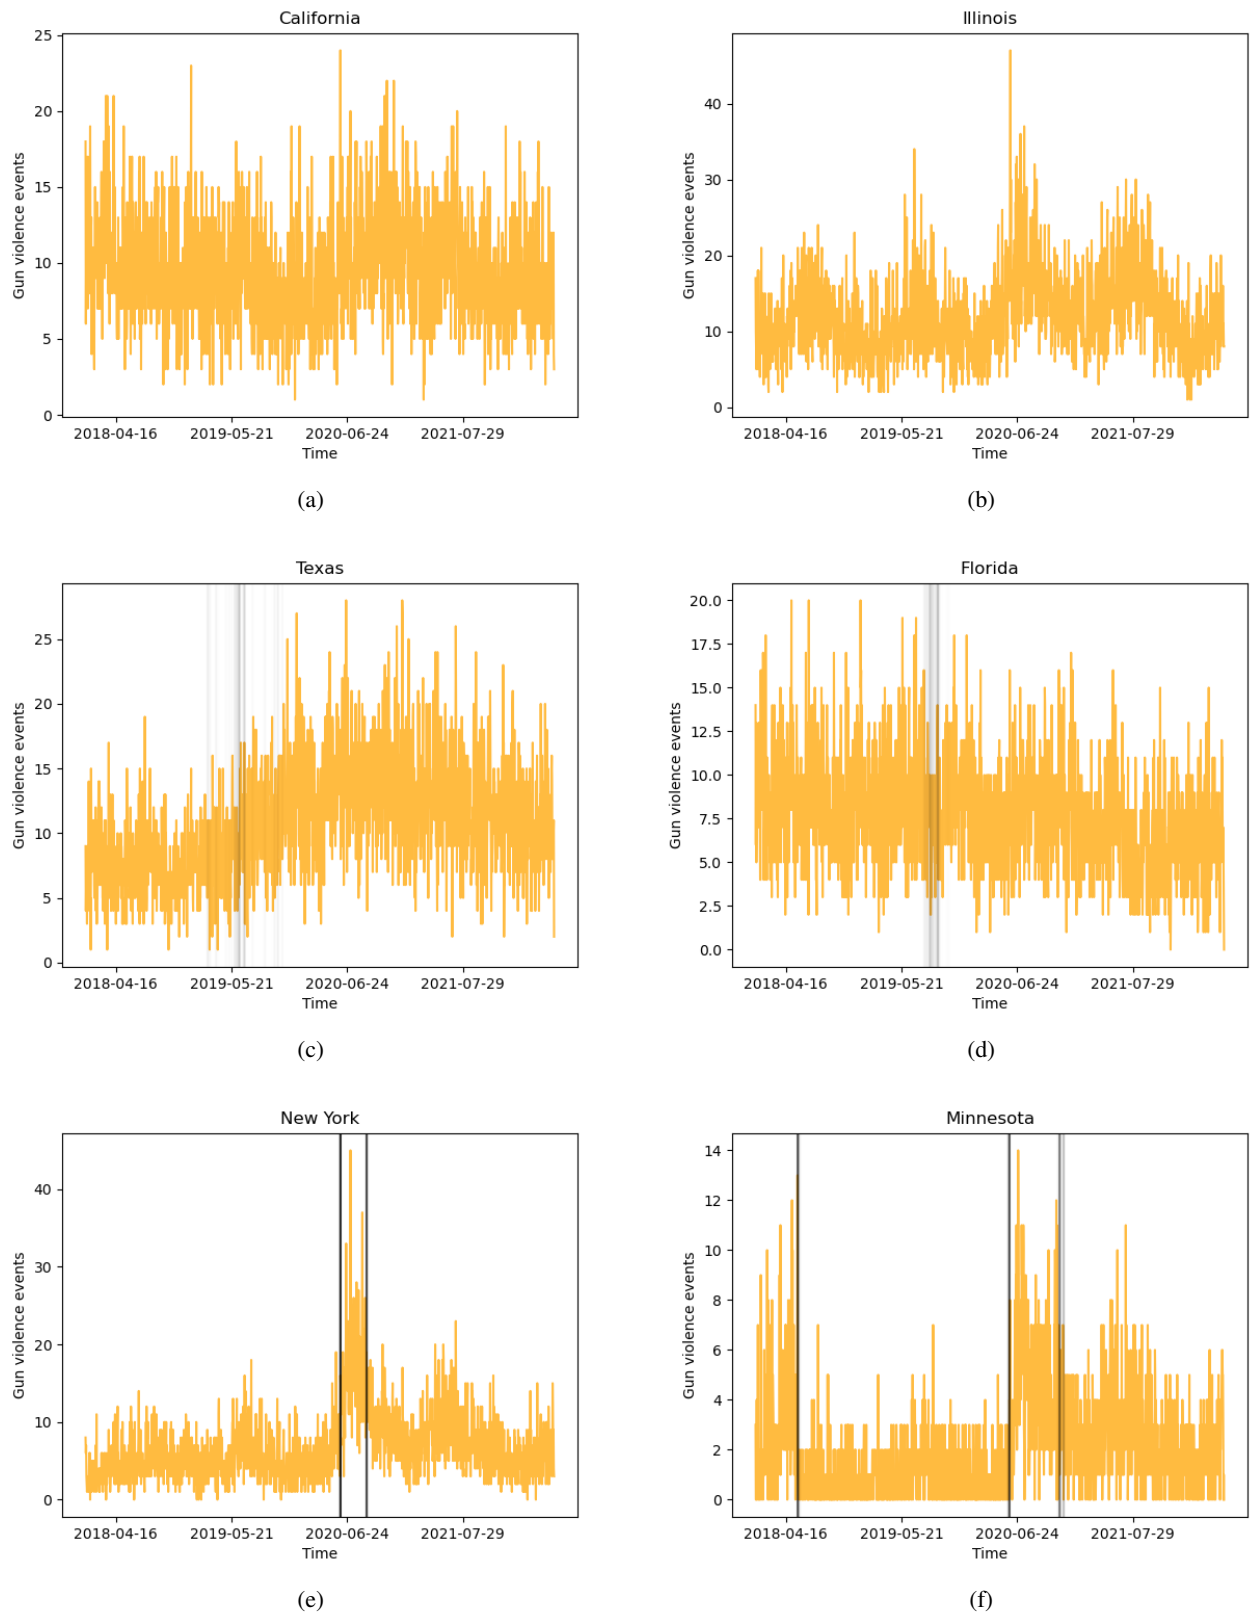 California
Gun violence events
25
20
15
10
5
0
2018-04-16 2019-05-21 2020-06-24 2021-07-29
Time
(a)
Illinois
Gun violence events
40
30
20
10
0
2018-04-16 2019-05-21 2020-06-24 2021-07-29
Time
(b)
Texas
Gun violence events
25
20
15
10
5
0
2018-04-16 2019-05-21 2020-06-24 2021-07-29
Time
(c)
Florida
Gun violence events
20.0
17.5
15.0
12.5
10.0
7.5
5.0
2.5
0.0
2018-04-16 2019-05-21 2020-06-24 2021-07-29
Time
(d)
New York
Gun violence events
40
30
20
10
0
2018-04-16 2019-05-21 2020-06-24 2021-07-29
Time
(e)
Minnesota
Gun violence events
14
12
10
8
6
4
2
0
2018-04-16 2019-05-21 2020-06-24 2021-07-29
Time
(f)